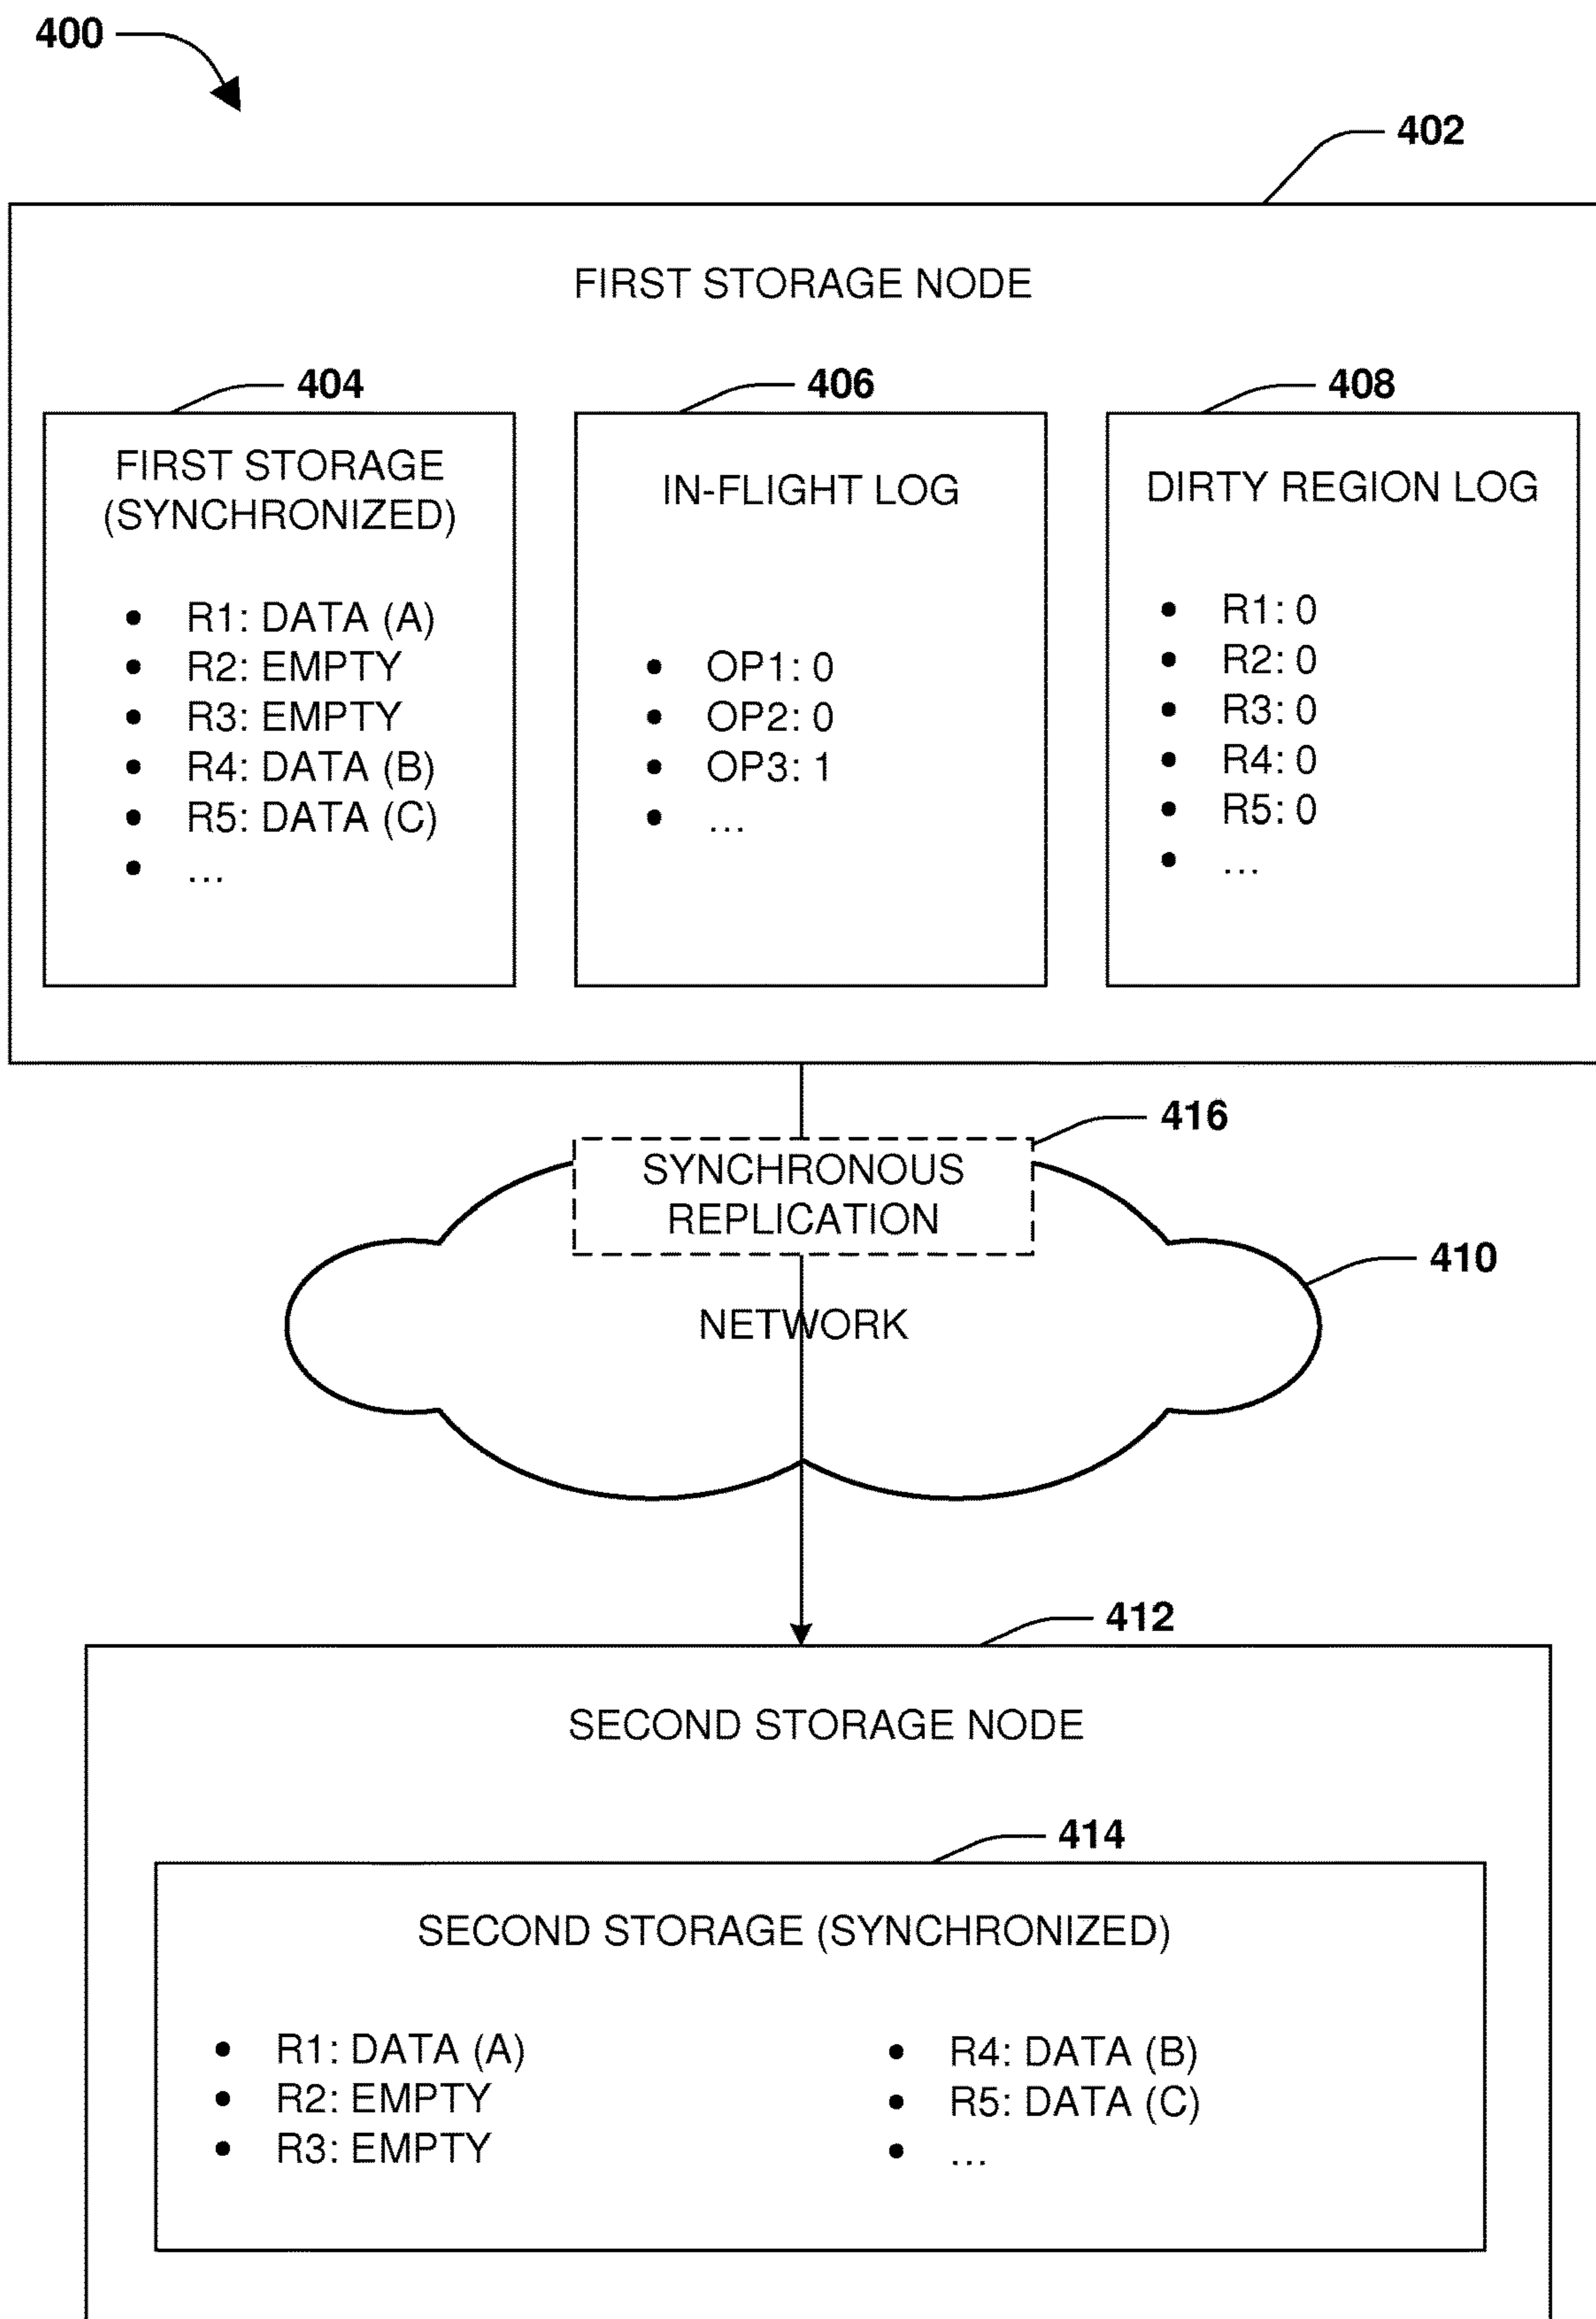 400
402
FIRST STORAGE NODE
404
FIRST STORAGE
(SYNCHRONIZED)
• R1: DATA (A)
• R2: EMPTY
• R3: EMPTY
• R4: DATA (B)
• R5: DATA (C)
• ...
406
IN-FLIGHT LOG
• OP1: 0
• OP2: 0
• OP3: 1
• ...
408
DIRTY REGION LOG
• R1: 0
• R2: 0
• R3: 0
• R4: 0
• R5: 0
• ...
416
SYNCHRONOUS
REPLICATION
410
NETWORK
412
SECOND STORAGE NODE
414
SECOND STORAGE (SYNCHRONIZED)
• R1: DATA (A)
• R2: EMPTY
• R3: EMPTY
• R4: DATA (B)
• R5: DATA (C)
• ...